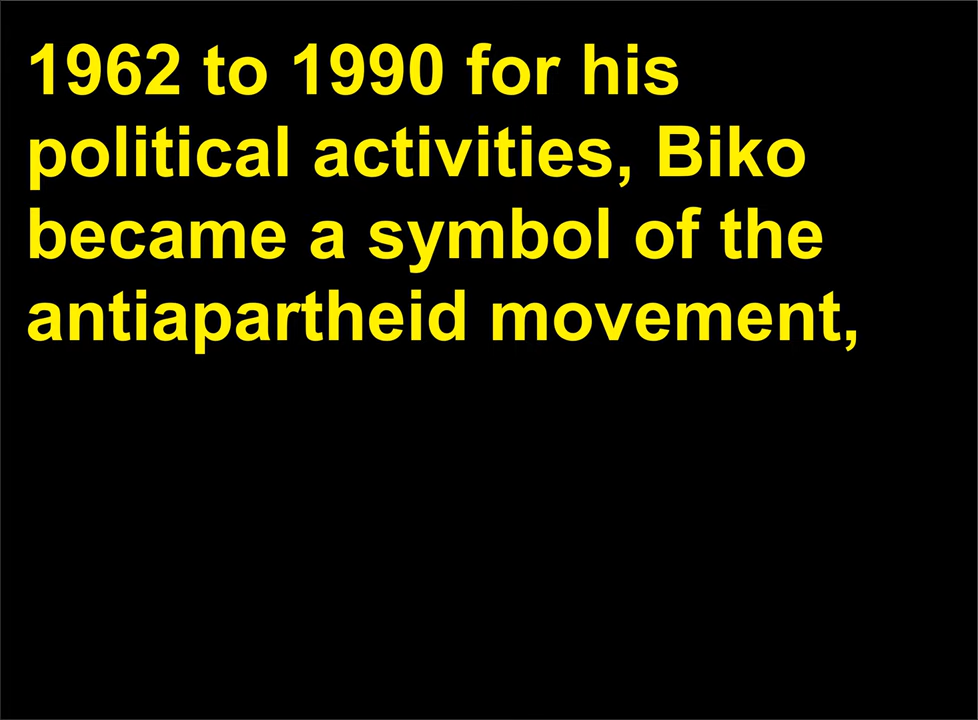 1962 to 1990 for his
political activities, Biko
became a symbol of the
antiapartheid movement,